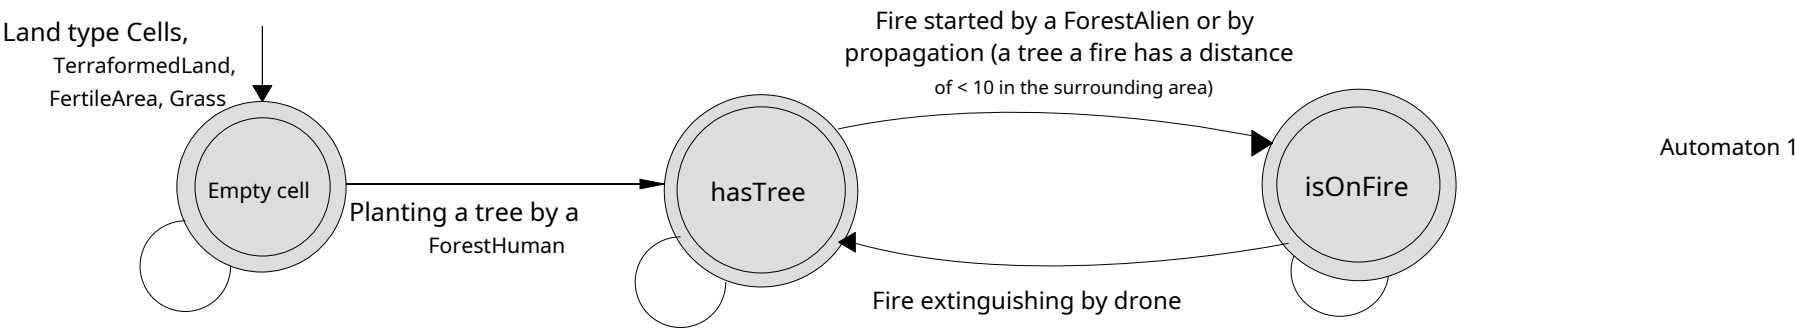 Land type Cells,
TerraformedLand,
FertileArea, Grass
Empty cell
Planting a tree by a
ForestHuman
hasTree
Fire started by a ForestAlien or by
propagation (a tree a fire has a distance
of < 10 in the surrounding area)
isOnFire
Fire extinguishing by drone
Automaton 1